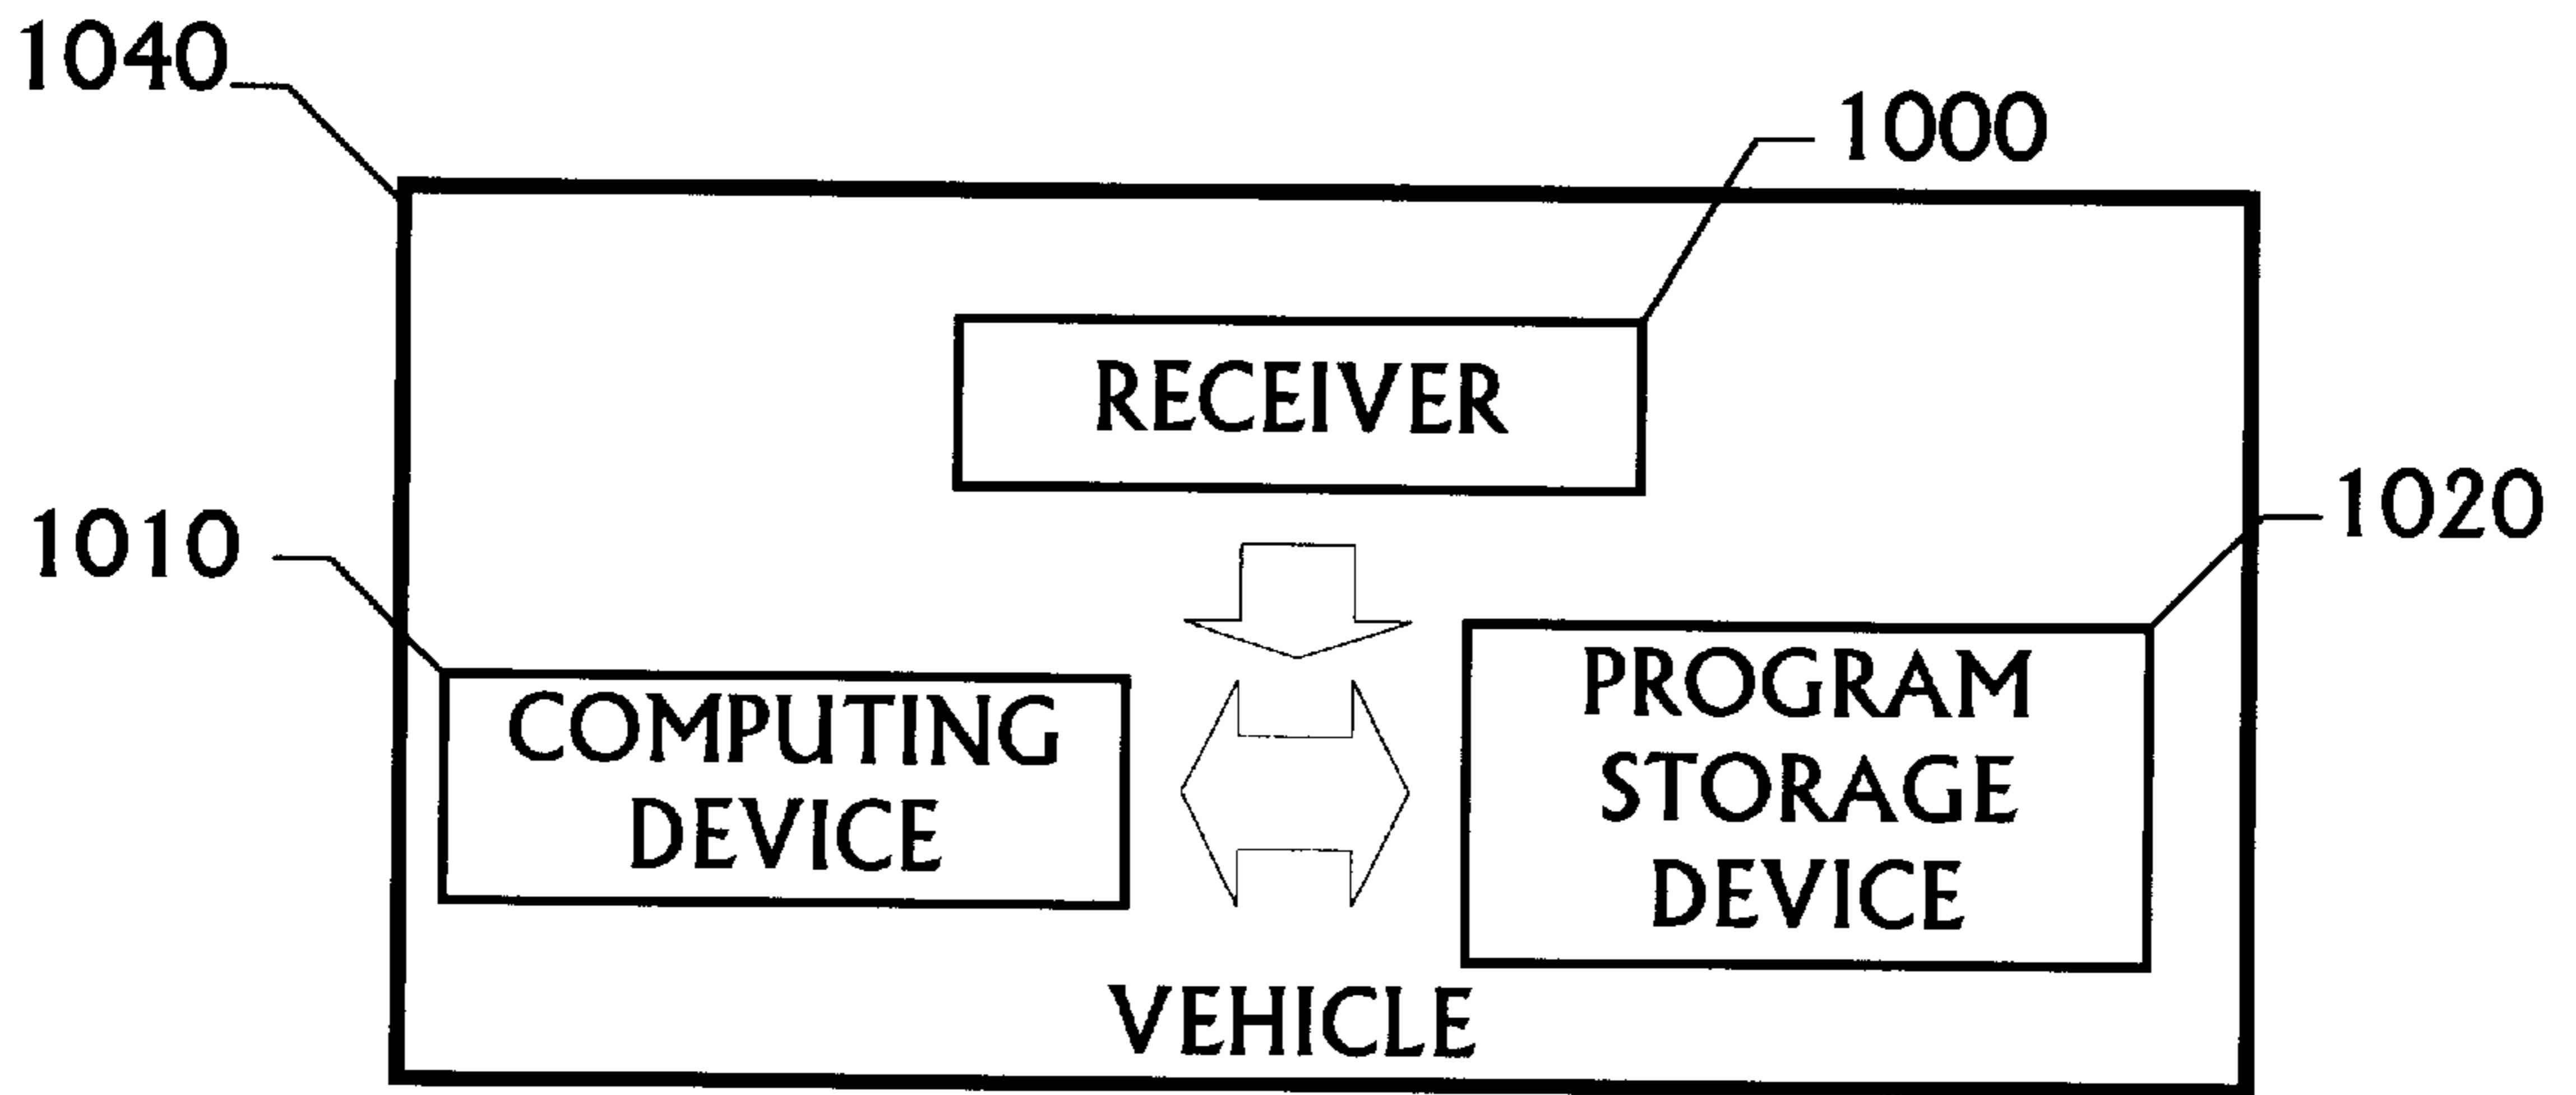 1040
1000
RECEIVER
1020
1010
PROGRAM
STORAGE
DEVICE
COMPUTING
DEVICE
VEHICLE